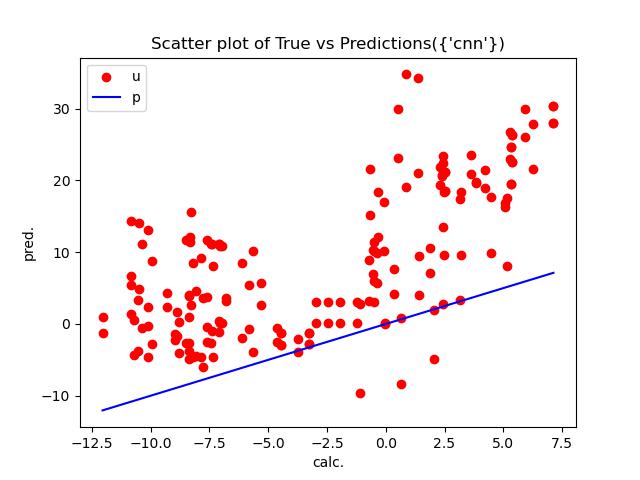 Scatter plot of True vs Predictions({'cnn'})
u
p
30
20
10
0
−10
pred.
−12.5 −10.0 −7.5 −5.0 −2.5 0.0 2.5 5.0 7.5
calc.